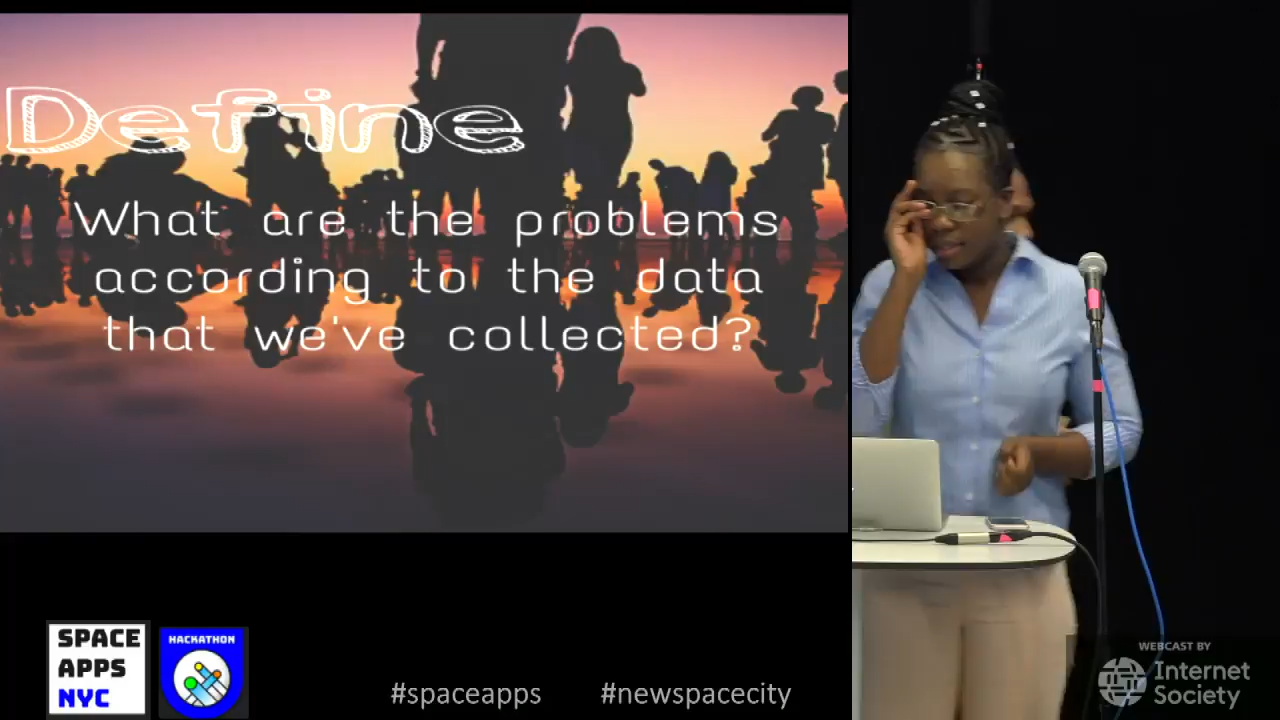 Define
What are the problems
according to the data
that we've collected?
SPACE
APPS
NYC
HACKATHON
#spaceapps
#newspacecity
WEBCAST BY
Internet
Society